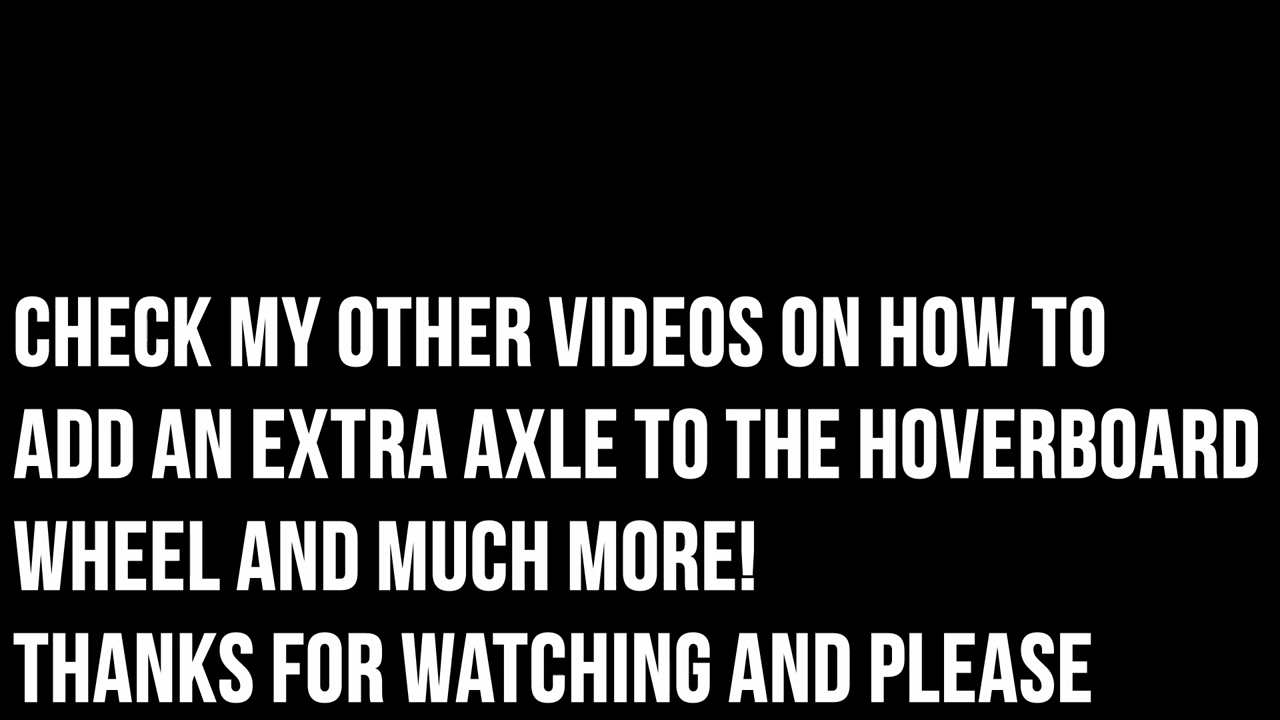 CHECK MY OTHER VIDEOS ON HOW TO
ADD AN EXTRA AXLE TO THE HOVERBOARD
WHEEL AND MUCH MORE!
THANKS FOR WATCHING AND PLEASE